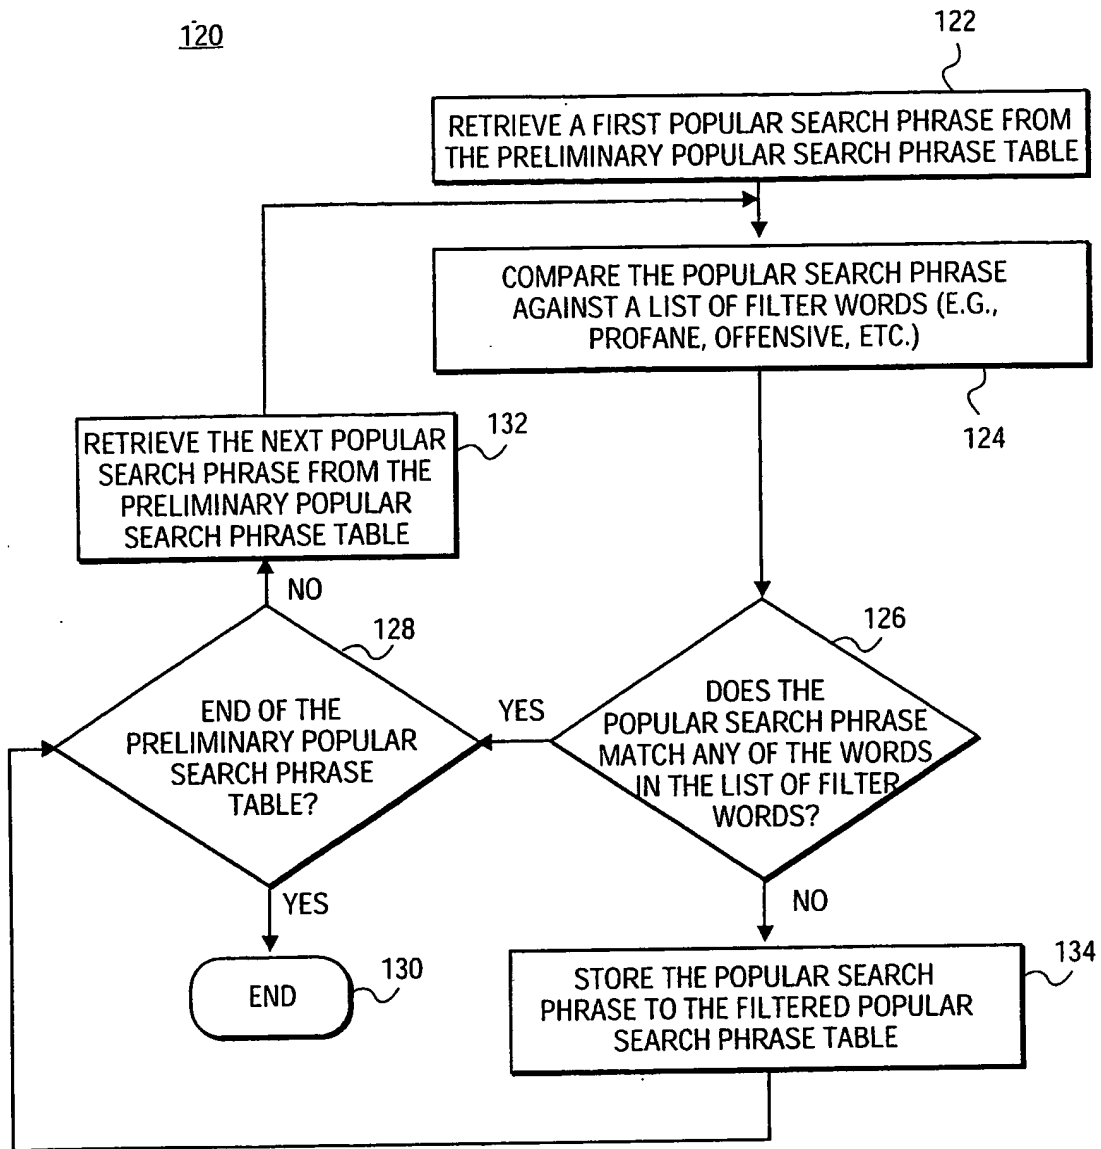 120
122
RETRIEVE A FIRST POPULAR SEARCH PHRASE FROM
THE PRELIMINARY POPULAR SEARCH PHRASE TABLE
COMPARE THE POPULAR SEARCH PHRASE
AGAINST A LIST OF FILTER WORDS (E.G.,
PROFANE, OFFENSIVE, ETC.)
124
RETRIEVE THE NEXT POPULAR
SEARCH PHRASE FROM THE
PRELIMINARY POPULAR
SEARCH PHRASE TABLE
132
NO
128
END OF THE
PRELIMINARY POPULAR
SEARCH PHRASE
TABLE?
YES
126
DOES THE
POPULAR SEARCH PHRASE
MATCH ANY OF THE WORDS
IN THE LIST OF FILTER
WORDS?
YES
NO
END
130
STORE THE POPULAR SEARCH
PHRASE TO THE FILTERED POPULAR
SEARCH PHRASE TABLE
134